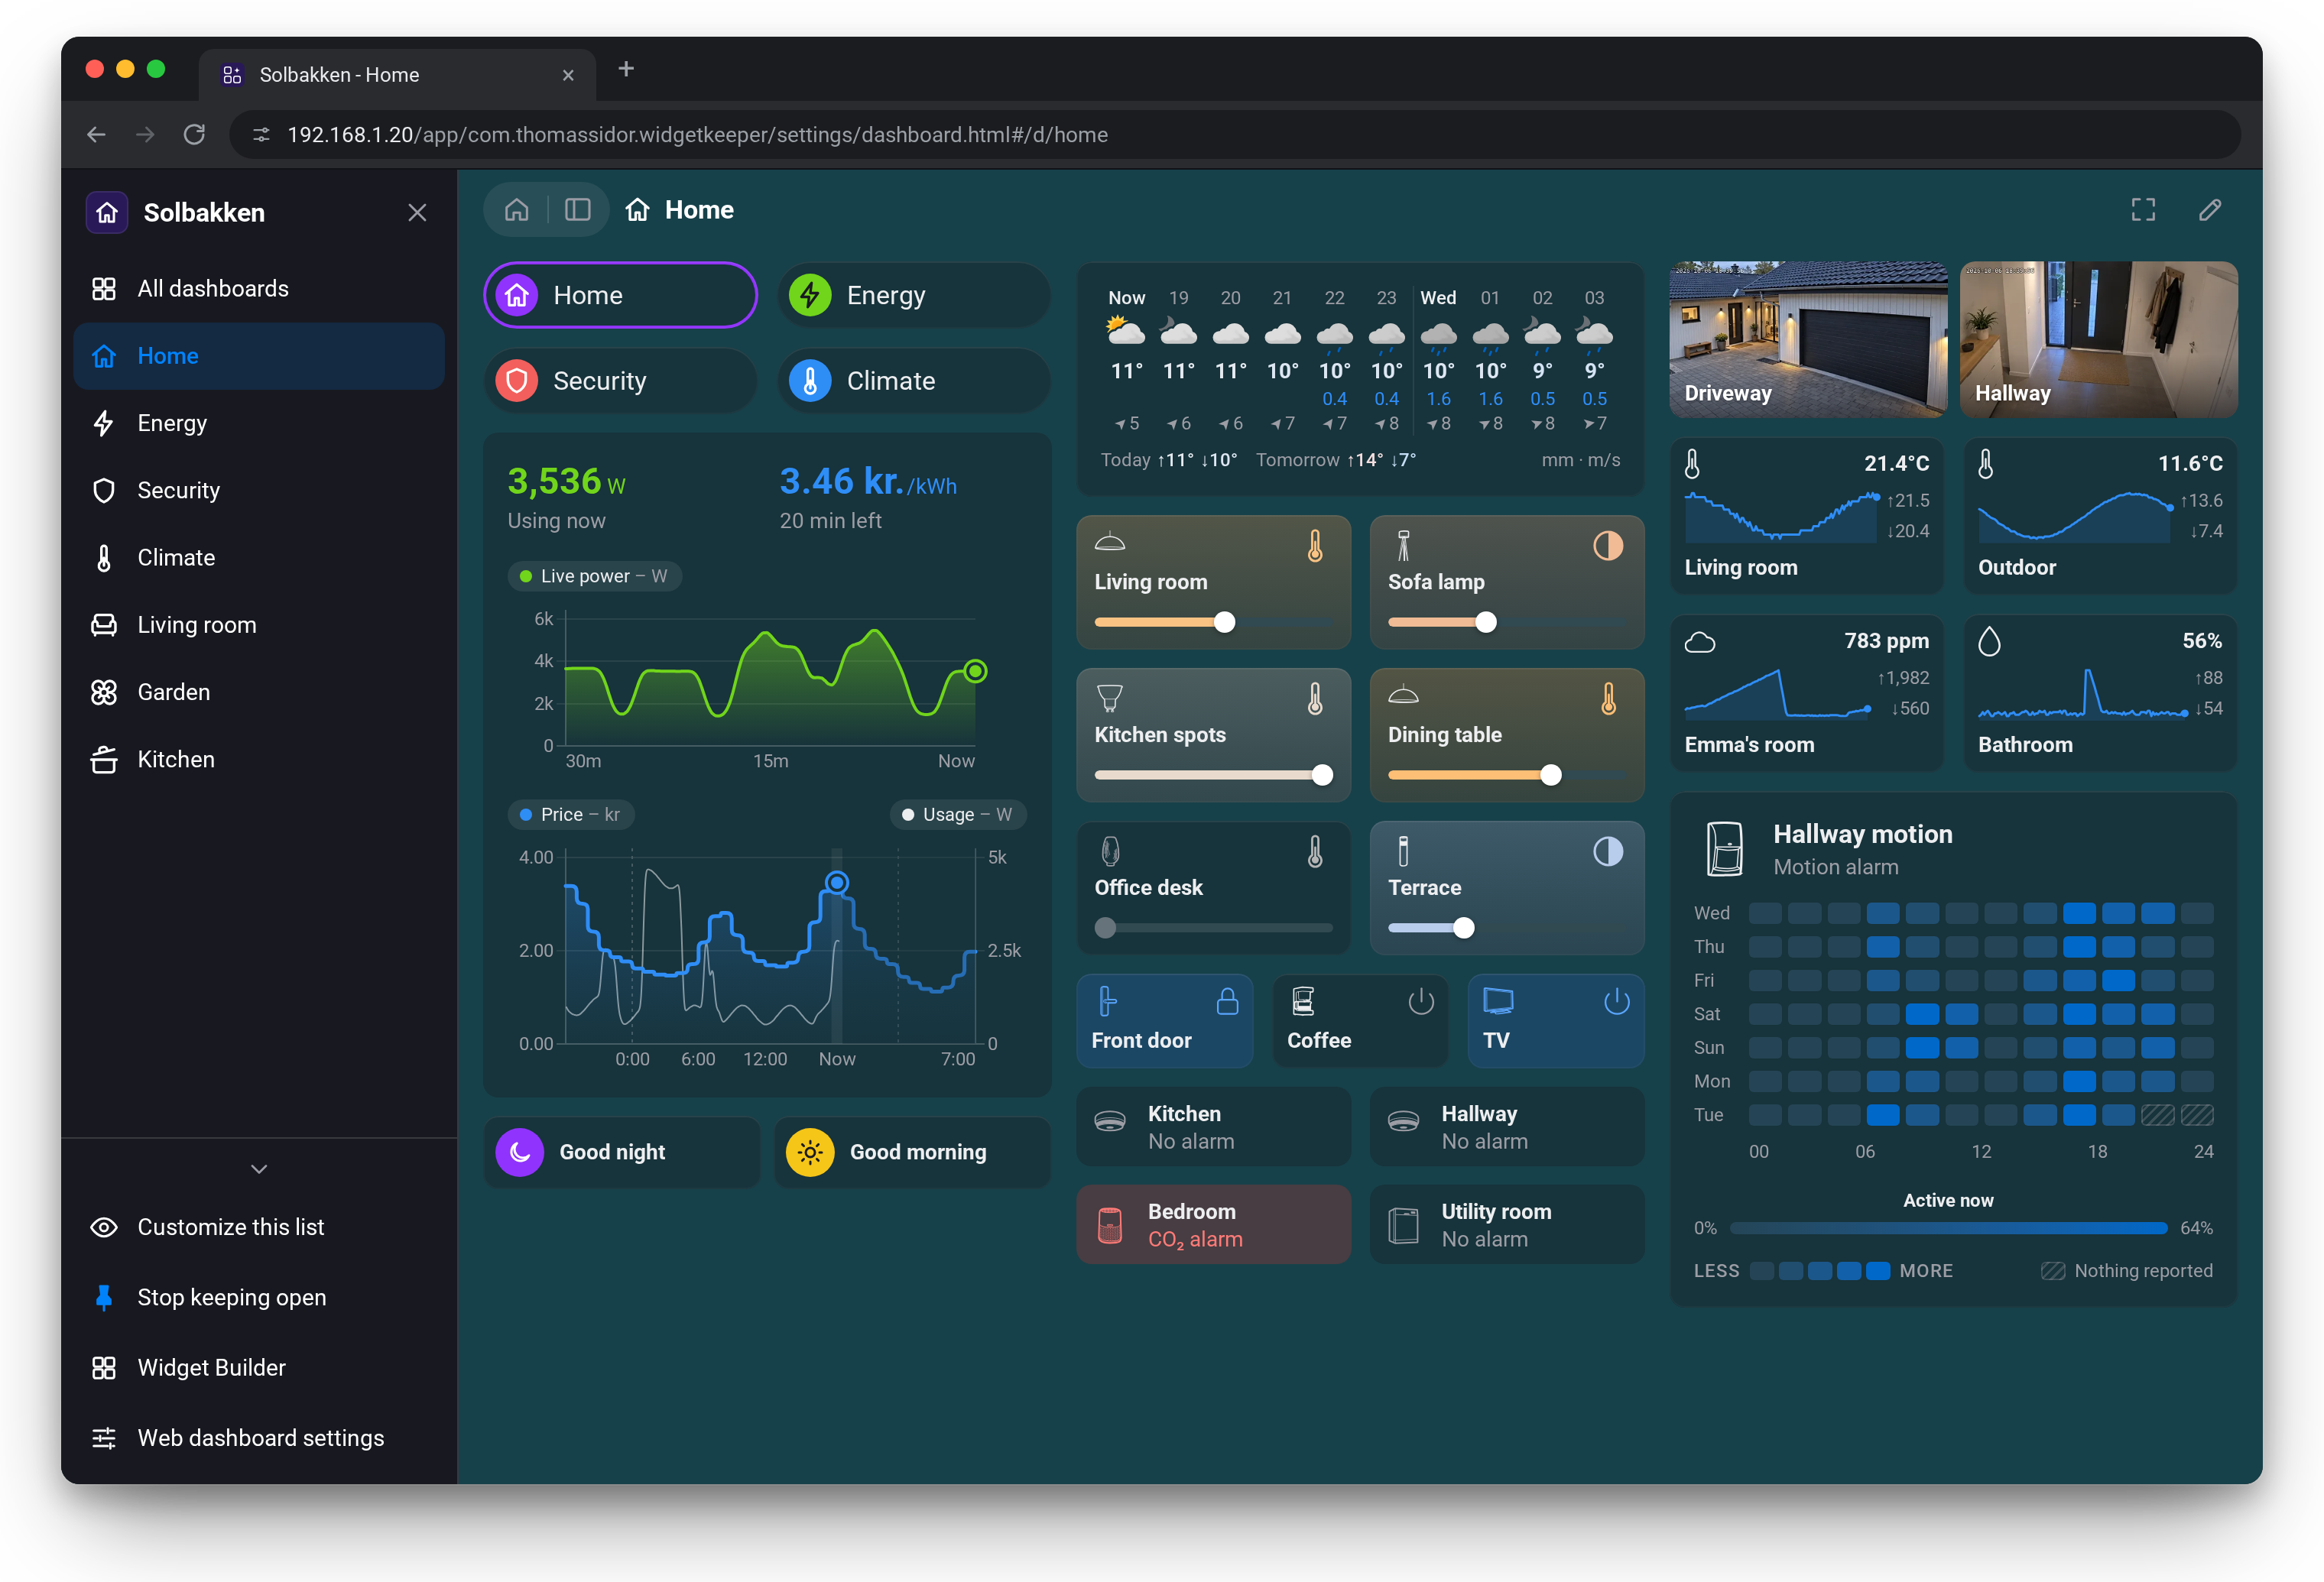 Solbakken - Home
192.168.1.20/app/com.thomassidor.widgetkeeper/settings/dashboard.html#/d/home
Solbakken
All dashboards
Home
Energy
Security
Climate
Living room
Garden
Kitchen
Customize this list
Stop keeping open
Widget Builder
Web dashboard settings
Home
Home
Energy
Security
Climate
3,536 W
Using now
3.46 kr./kWh
20 min left
Live power – W
6k
4k
2k
0
30m 15m Now
Price – kr
Usage – W
4.00 5k
2.00 2.5k
0.00 0
0:00 6:00 12:00 Now 7:00
Good night
Good morning
Now 19 20 21 22 23 Wed 01 02 03
11° 11° 11° 10° 10° 10° 10° 10° 9° 9°
0.4 0.4 1.6 1.6 0.5 0.5
5 6 6 7 7 8 8 8 8 7
Today ↑11° ↓10° Tomorrow ↑14° ↓7° mm · m/s
Living room
Sofa lamp
Kitchen spots
Dining table
Office desk
Terrace
Front door
Coffee
TV
Kitchen
No alarm
Hallway
No alarm
Bedroom
CO₂ alarm
Utility room
No alarm
Driveway
Hallway
21.4°C
↑21.5
↓20.4
Living room
11.6°C
↑13.6
↓7.4
Outdoor
783 ppm
↑1,982
↓560
Emma's room
56%
↑88
↓54
Bathroom
Hallway motion
Motion alarm
Wed
Thu
Fri
Sat
Sun
Mon
Tue
00 06 12 18 24
Active now
0% 64%
LESS MORE
Nothing reported